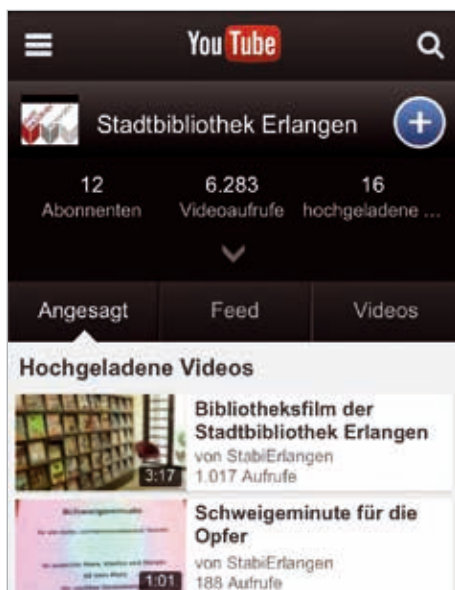 You Tube
Stadtbibliothek Erlangen
12
6.283
16
Abonnenten
Videoaufrufe
hochgeladene ...
Angesagt
Feed
Videos
Hochgeladene Videos
Bibliotheksfilm der
Stadtbibliothek Erlangen
von StabiErlangen
1.017 Aufrufe
3:17
Schweigeminute für die
Opfer
von StabiErlangen
188 Aufrufe
Schweigeminute
1:01